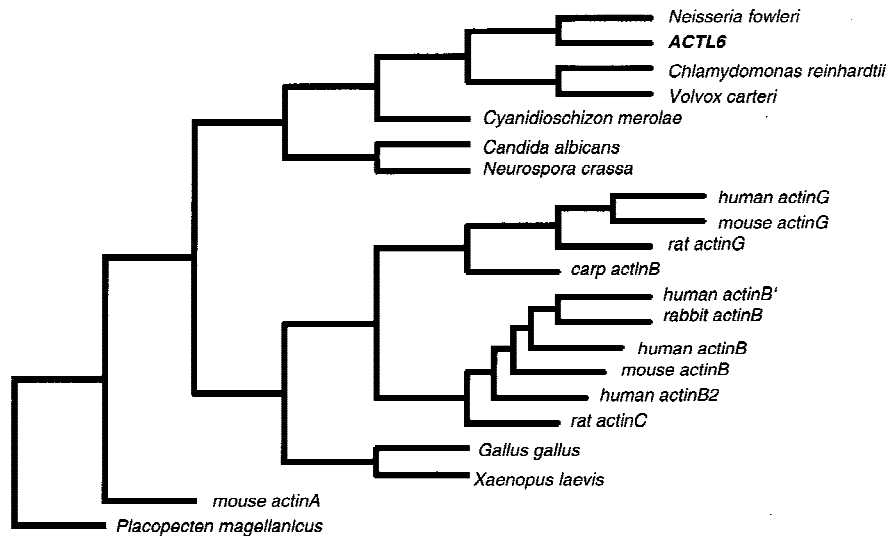 Neisseria fowleri
ACTL6
Chlamydomonas reinhardtii
Volvox carteri
Cyanidioschizon merolae
Candida albicans
Neurospora crassa
human actinG
mouse actinG
rat actinG
carp actinB
human actinB'
rabbit actinB
human actinB
mouse actinB
human actinB2
rat actinC
Gallus gallus
Xaenopus laevis
mouse actinA
Placopecten magellanicus